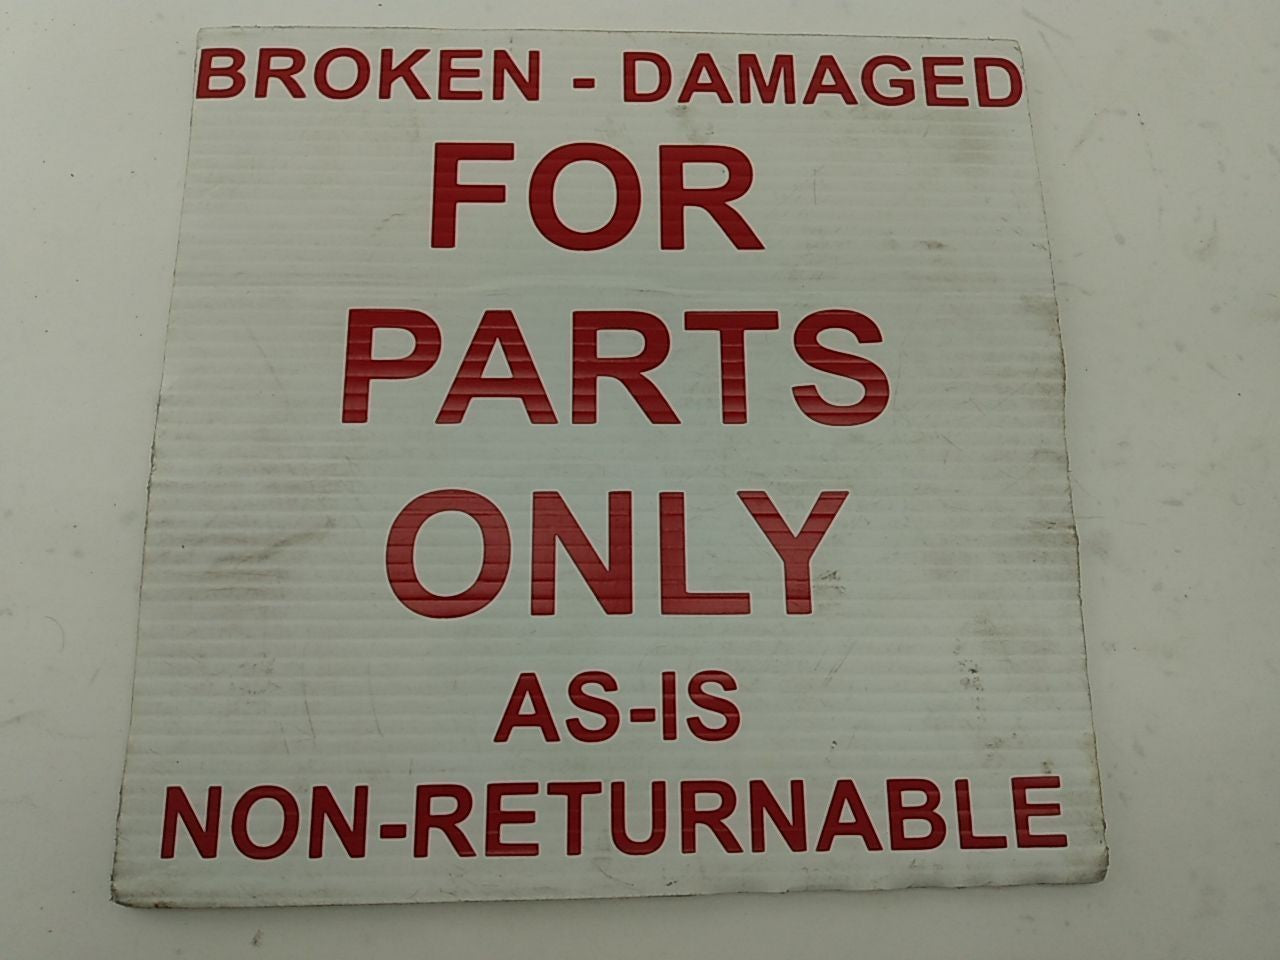 BROKEN - DAMAGED
FOR
PARTS
ONLY
AS-IS
NON-RETURNABLE